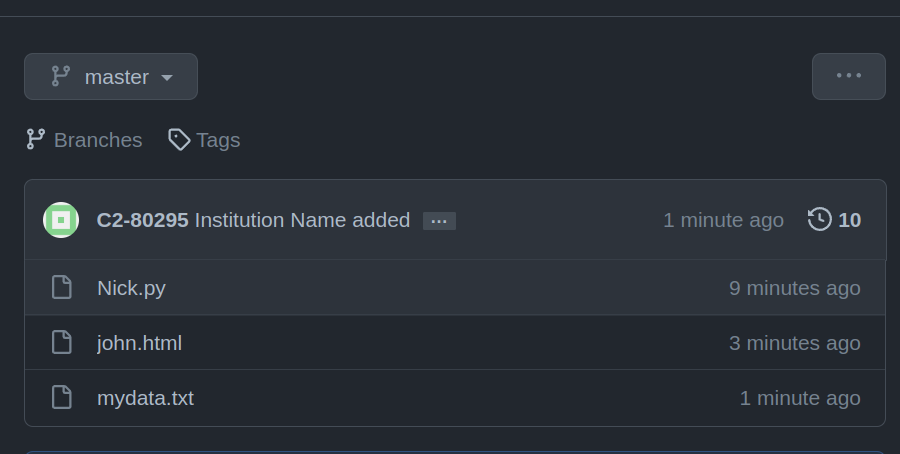 master
Branches Tags
C2-80295 Institution Name added ... 1 minute ago 10
Nick.py 9 minutes ago
john.html 3 minutes ago
mydata.txt 1 minute ago